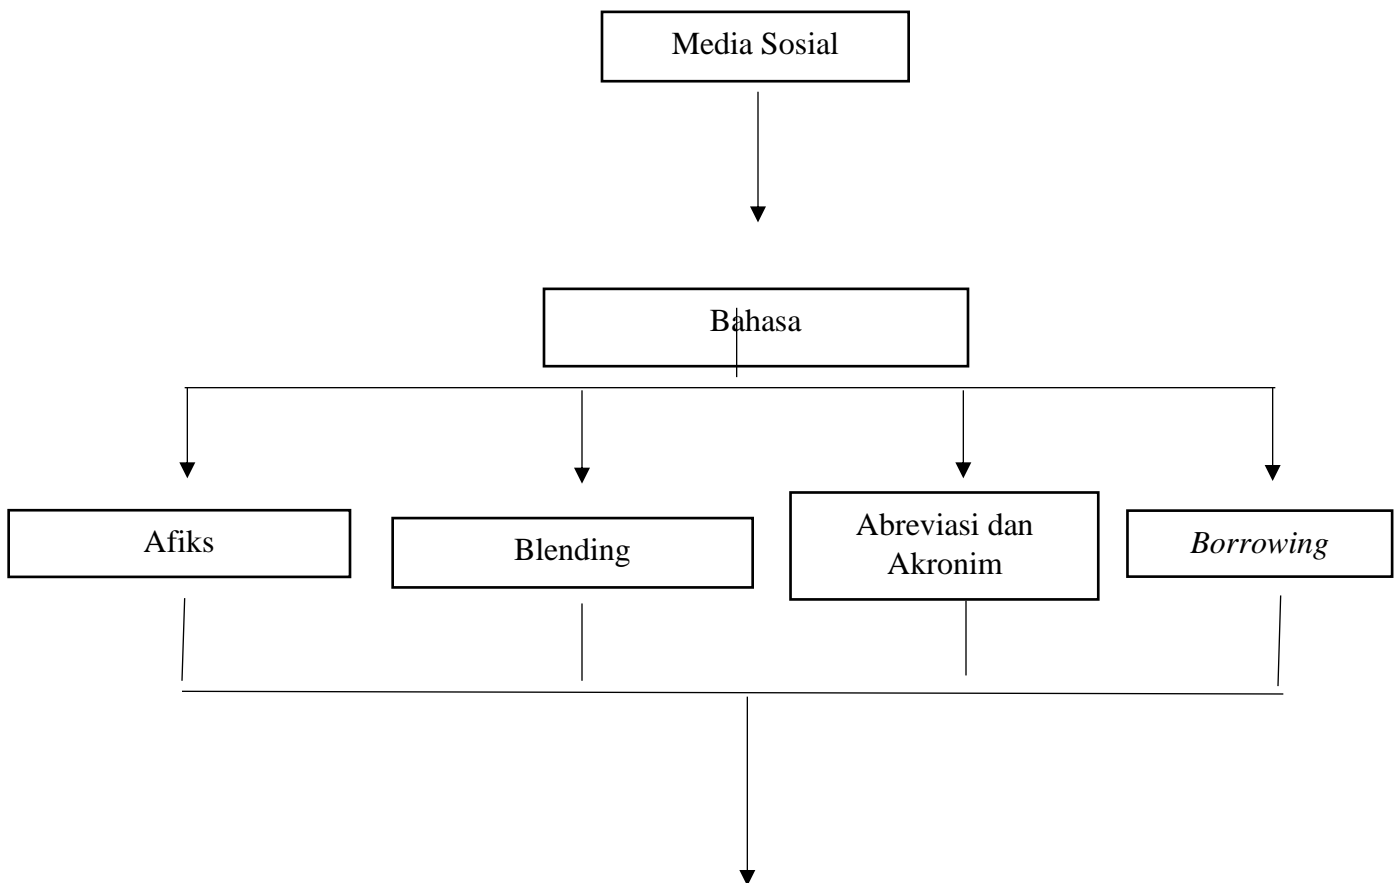 Media Sosial
Bahasa
Afiks
Blending
Abreviasi dan
Akronim
Borrowing